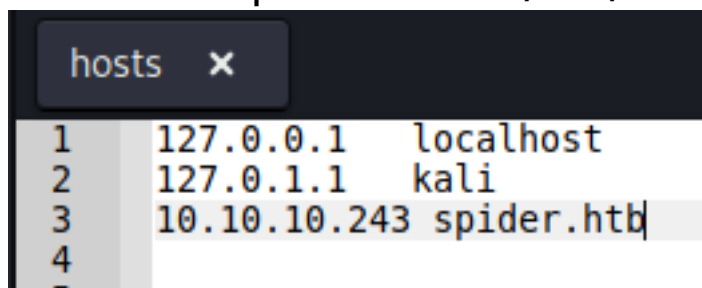 hosts ×
1 127.0.0.1 localhost
2 127.0.1.1 kali
3 10.10.10.243 spider.htb
4